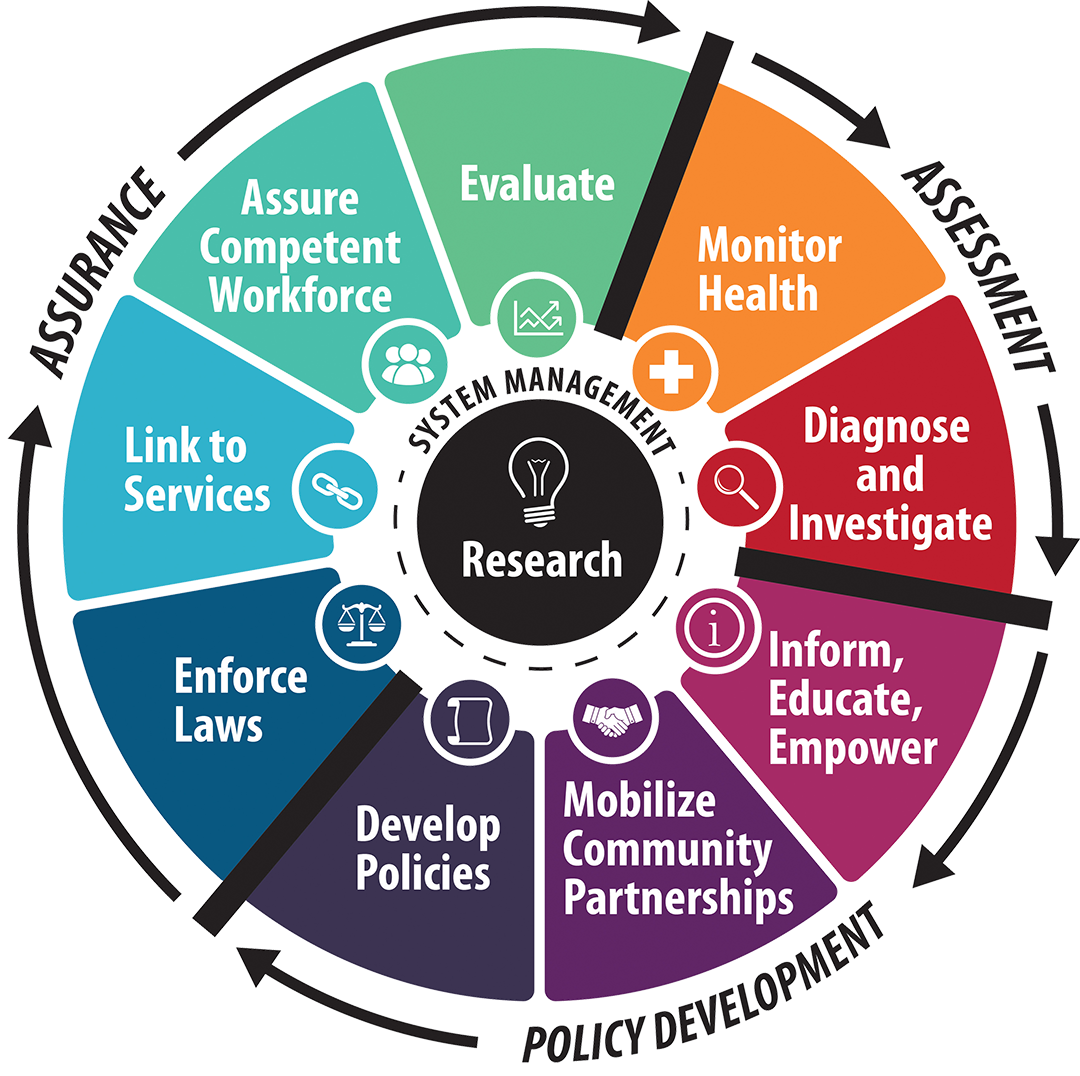 ASSESSMENT
Monitor
Health
Diagnose
and
Investigate
POLICY DEVELOPMENT
Inform,
Educate,
Empower
Mobilize
Community
Partnerships
Develop
Policies
ASSURANCE
Enforce
Laws
Link to
Services
Assure
Competent
Workforce
Evaluate
SYSTEM MANAGEMENT
Research
i